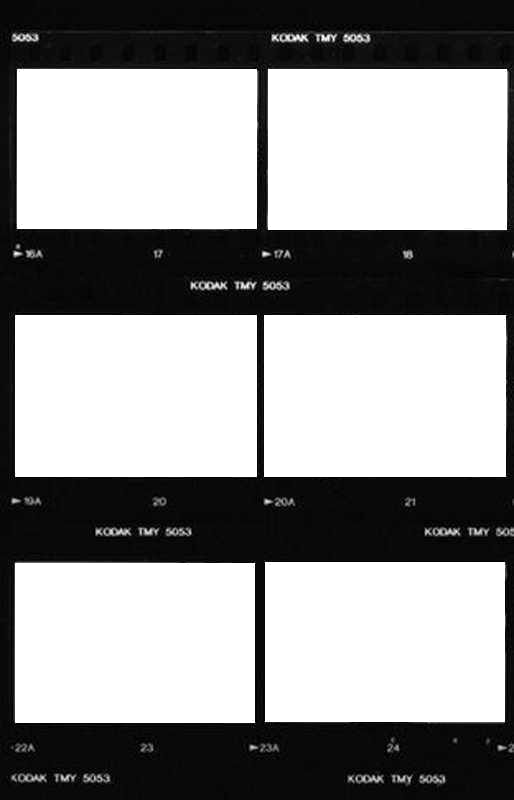 5053 KODAK TMY 5053
►16A 17 ►17A 18
KODAK TMY 5053
►19A 20 ►20A 21
KODAK TMY 5053 KODAK TMY 505
22A 23 ►23A 24 ►2
KODAK TMY 5053 KODAK TMY 5053